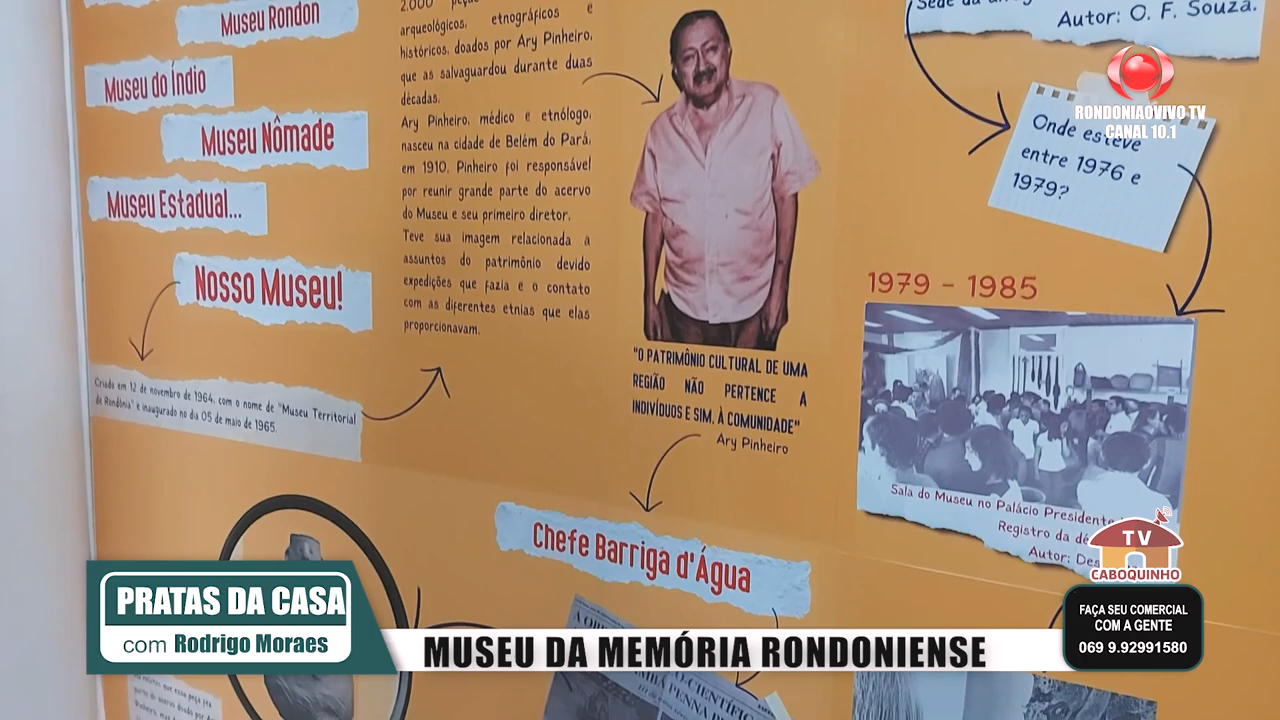 Museu Rondon
Museu do Índio
Museu Nômade
Museu Estadual...
Nosso Museu!
Criado em 12 de novembro de 1964, com o nome de "Museu Territorial
de Rondônia" e inaugurado no dia 05 de maio de 1965.
2.000
arqueológicos, etnográficos e
históricos, doados por Ary Pinheiro,
que as salvaguardou durante duas
décadas.
Ary Pinheiro, médico e etnólogo,
nasceu na cidade de Belém do Pará,
em 1910. Pinheiro foi responsável
por reunir grande parte do acervo
do Museu e seu primeiro diretor.
Teve sua imagem relacionada a
assuntos do patrimônio devido
expedições que fazia e o contato
com as diferentes etnias que elas
proporcionavam.
"O PATRIMÔNIO CULTURAL DE UMA
REGIÃO NÃO PERTENCE A
INDIVÍDUOS E SIM, À COMUNIDADE"
Ary Pinheiro
Chefe Barriga d'Água
Autor: O. F. Souza.
RONDONIAOVIVO TV
CANAL 10.1
Onde esteve
entre 1976 e
1979?
1979 - 1985
Sala do Museu no Palácio Presidente
Registro da
Autor:
TV
CABOQUINHO
FAÇA SEU COMERCIAL
COM A GENTE
069 9.92991580
PRATAS DA CASA
com Rodrigo Moraes
MUSEU DA MEMÓRIA RONDONIENSE